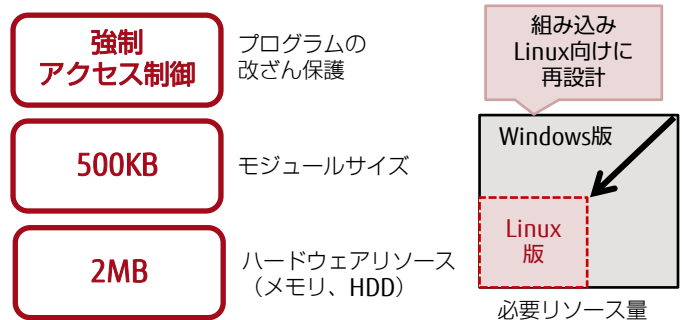 強制
アクセス制御
プログラムの
改ざん保護
500KB
モジュールサイズ
2MB
ハードウェアリソース
（メモリ、HDD）
組み込み
Linux向けに
再設計
Windows版
Linux
版
必要リソース量